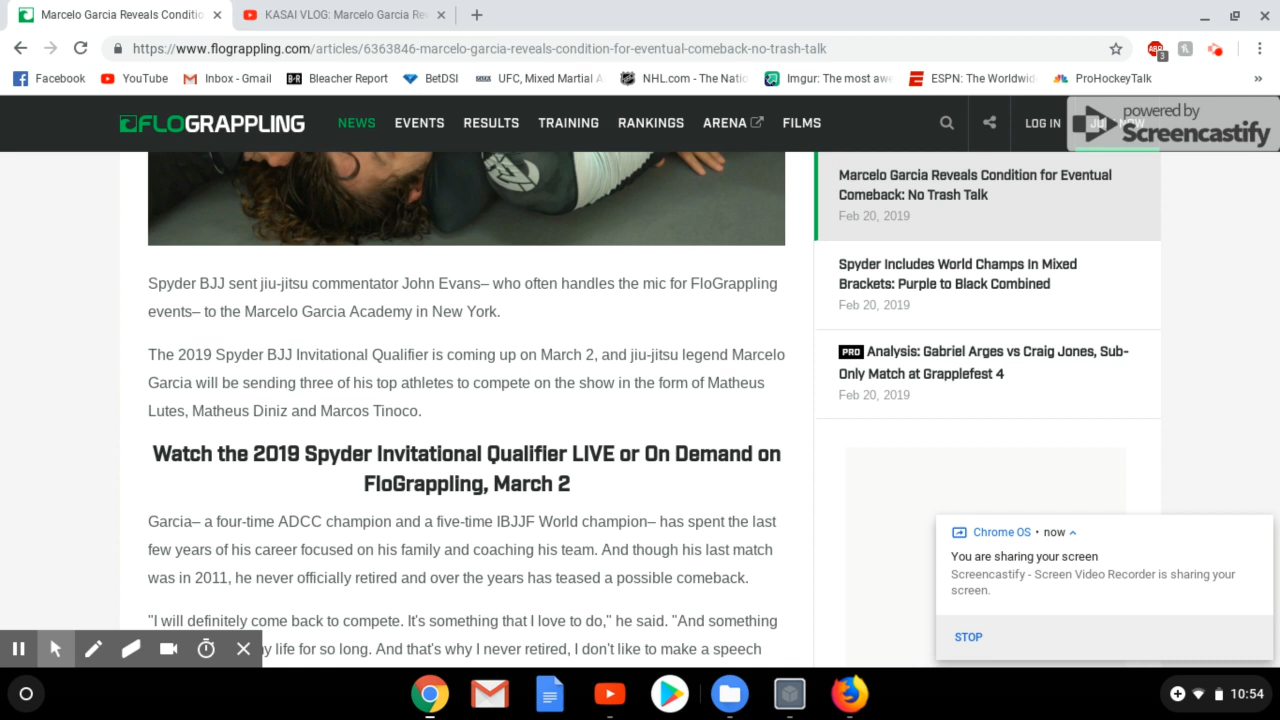 Marcelo Garcia Reveals Conditio
KASAI VLOG: Marcelo Garcia Re
https://www.flograppling.com/articles/6363846-marcelo-garcia-reveals-condition-for-eventual-comeback-no-trash-talk
ABP
3
Facebook
YouTube
Inbox - Gmail
Bleacher Report
BetDSI
UFC, Mixed Martial A
NHL.com - The Natio
Imgur: The most awe
ESPN: The Worldwide
ProHockeyTalk
FLOGRAPPLING
NEWS
EVENTS
RESULTS
TRAINING
RANKINGS
ARENA
FILMS
LOG IN
powered by
Screencastify
Marcelo Garcia Reveals Condition for Eventual
Comeback: No Trash Talk
Feb 20, 2019
Spyder Includes World Champs In Mixed
Brackets: Purple to Black Combined
Feb 20, 2019
PRO Analysis: Gabriel Arges vs Craig Jones, Sub-
Only Match at Grapplefest 4
Feb 20, 2019
Spyder BJJ sent jiu-jitsu commentator John Evans– who often handles the mic for FloGrappling
events– to the Marcelo Garcia Academy in New York.
The 2019 Spyder BJJ Invitational Qualifier is coming up on March 2, and jiu-jitsu legend Marcelo
Garcia will be sending three of his top athletes to compete on the show in the form of Matheus
Lutes, Matheus Diniz and Marcos Tinoco.
Watch the 2019 Spyder Invitational Qualifier LIVE or On Demand on
FloGrappling, March 2
Garcia– a four-time ADCC champion and a five-time IBJJF World champion– has spent the last
few years of his career focused on his family and coaching his team. And though his last match
was in 2011, he never officially retired and over the years has teased a possible comeback.
"I will definitely come back to compete. It's something that I love to do," he said. "And something
y life for so long. And that's why I never retired, I don't like to make a speech
Chrome OS • now
You are sharing your screen
Screencastify - Screen Video Recorder is sharing your
screen.
STOP
10:54